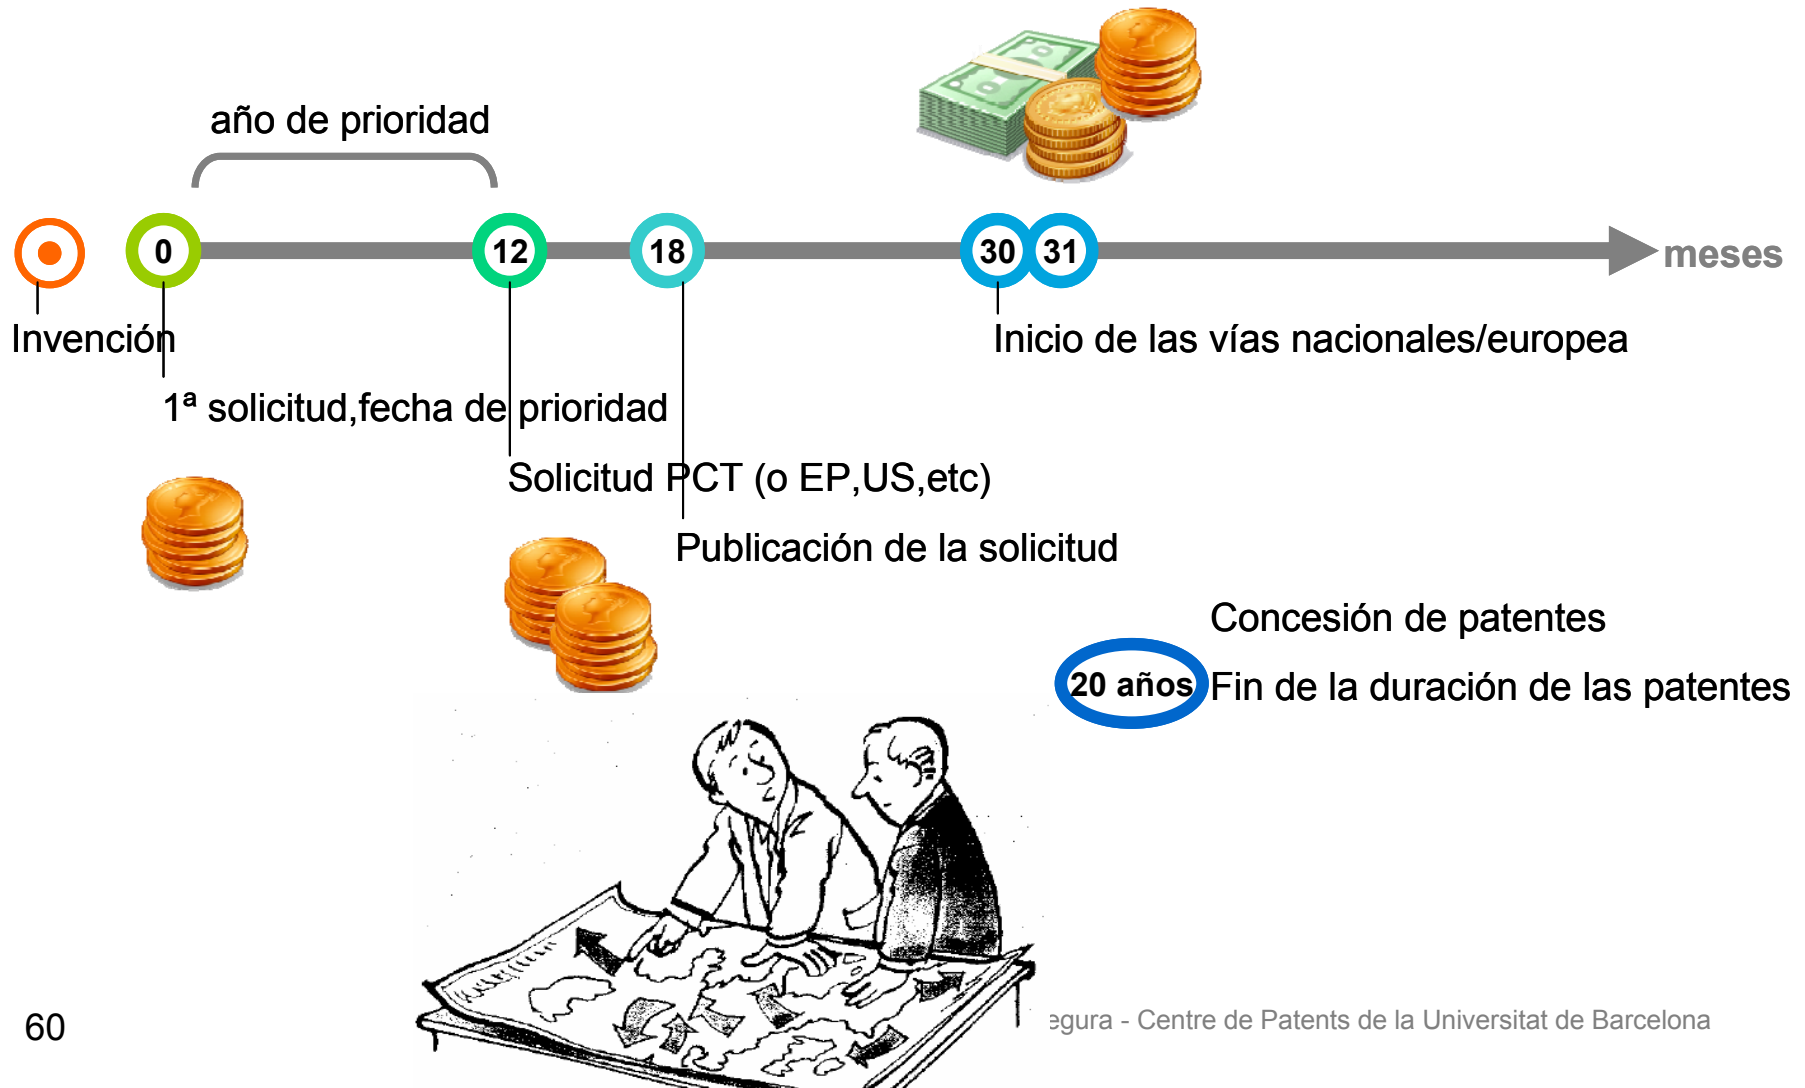 año de prioridad
0 12 18 30 31 meses
Invención
Inicio de las vías nacionales/europea
1ª solicitud,fecha de prioridad
Solicitud PCT (o EP,US,etc)
Publicación de la solicitud
Concesión de patentes
20 años Fin de la duración de las patentes
60
egura - Centre de Patents de la Universitat de Barcelona